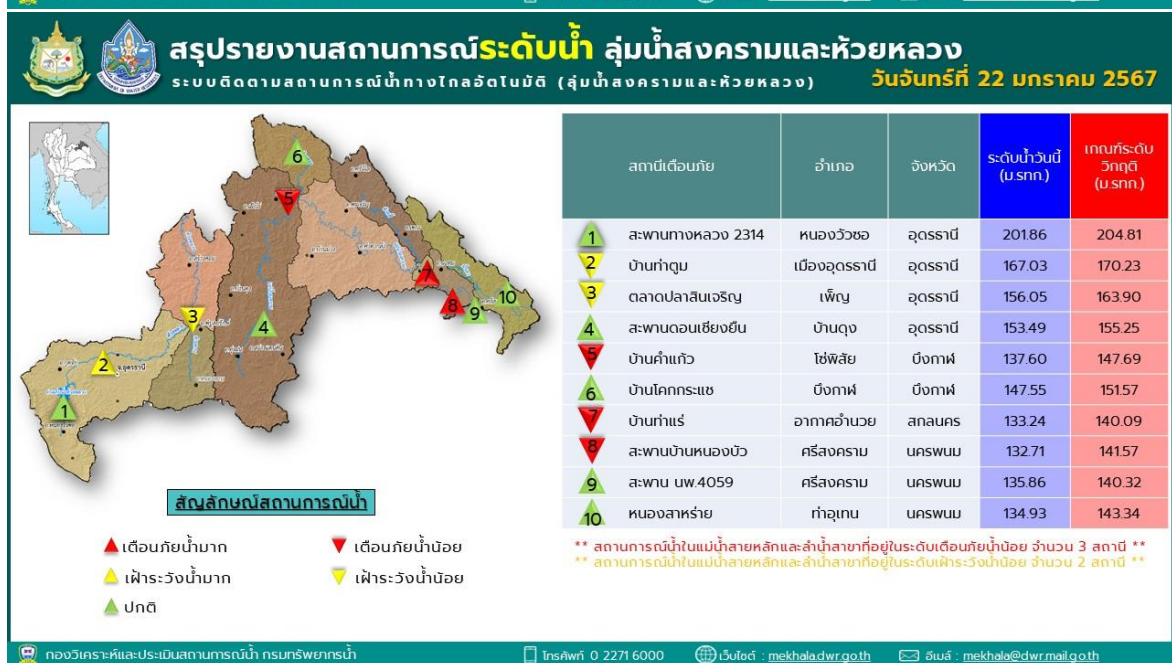 สรุปรายงานสถานการณ์ระดับน้ำ ลุ่มน้ำสงครามและห้วยหลวง
ระบบติดตามสถานการณ์น้ำทางไกลอัตโนมัติ (ลุ่มน้ำสงครามและห้วยหลวง)
วันจันทร์ที่ 22 มกราคม 2567
สถานีเตือนภัย อำเภอ จังหวัด ระดับน้ำวันนี้ (ม.รทก.) เกณฑ์ระดับวิกฤติ (ม.รทก.)
1 สะพานทางหลวง 2314 หนองวัวซอ อุดรธานี 201.86 204.81
2 บ้านท่าตูม เมืองอุดรธานี อุดรธานี 167.03 170.23
3 ตลาดปลาสินเจริญ เพ็ญ อุดรธานี 156.05 163.90
4 สะพานดอนเชียงยืน บ้านดุง อุดรธานี 153.49 155.25
5 บ้านคำแก้ว โซ่พิสัย บึงกาฬ 137.60 147.69
6 บ้านโคกกระแซ บึงกาฬ บึงกาฬ 147.55 151.57
7 บ้านท่าแร่ อากาศอำนวย สกลนคร 133.24 140.09
8 สะพานบ้านหนองบัว ศรีสงคราม นครพนม 132.71 141.57
9 สะพาน นพ.4059 ศรีสงคราม นครพนม 135.86 140.32
10 หนองสาหร่าย ท่าอุเทน นครพนม 134.93 143.34
** สถานการณ์น้ำในแม่น้ำสายหลักและลำน้ำสาขาที่อยู่ในระดับเตือนภัยน้ำน้อย จำนวน 3 สถานี **
** สถานการณ์น้ำในแม่น้ำสายหลักและลำน้ำสาขาที่อยู่ในระดับเฝ้าระวังน้ำน้อย จำนวน 2 สถานี **
6
5
7
8
9
10
4
3
2
1
จ.อุดรธานี
สัญลักษณ์สถานการณ์น้ำ
เตือนภัยน้ำมาก เตือนภัยน้ำน้อย
เฝ้าระวังน้ำมาก เฝ้าระวังน้ำน้อย
ปกติ
กองวิเคราะห์และประเมินสถานการณ์น้ำ กรมทรัพยากรน้ำ โทรศัพท์ 0 2271 6000 เว็บไซต์ : mekhala.dwr.go.th อีเมล์ : mekhala@dwr.mail.go.th